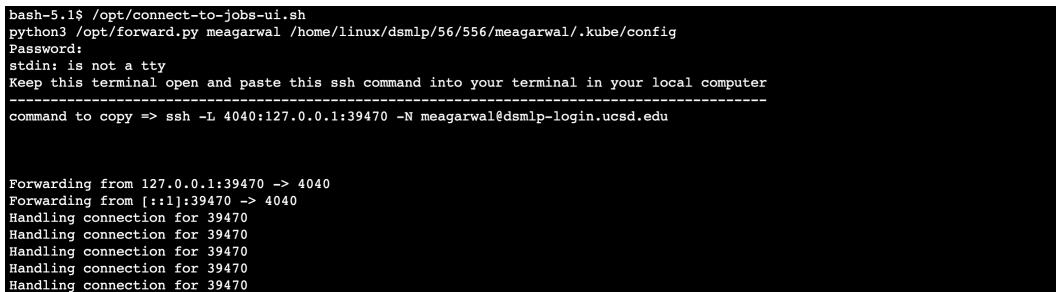 bash-5.1$ /opt/connect-to-jobs-ui.sh
python3 /opt/forward.py meagarwal /home/linux/dsmlp/56/556/meagarwal/.kube/config
Password:
stdin: is not a tty
Keep this terminal open and paste this ssh command into your terminal in your local computer
--------------------------------------------------------------------------------------------
command to copy => ssh -L 4040:127.0.0.1:39470 -N meagarwal@dsmlp-login.ucsd.edu
Forwarding from 127.0.0.1:39470 -> 4040
Forwarding from [::1]:39470 -> 4040
Handling connection for 39470
Handling connection for 39470
Handling connection for 39470
Handling connection for 39470
Handling connection for 39470